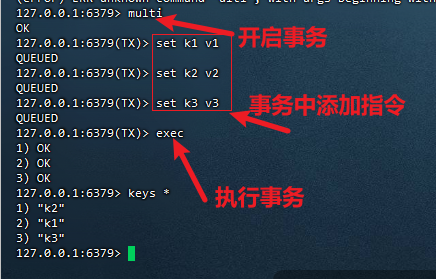 127.0.0.1:6379> multi
OK
开启事务
127.0.0.1:6379(TX)> set k1 v1
QUEUED
127.0.0.1:6379(TX)> set k2 v2
QUEUED
127.0.0.1:6379(TX)> set k3 v3
QUEUED
事务中添加指令
127.0.0.1:6379(TX)> exec
1) OK
2) OK
3) OK
执行事务
127.0.0.1:6379> keys *
1) "k2"
2) "k1"
3) "k3"
127.0.0.1:6379>